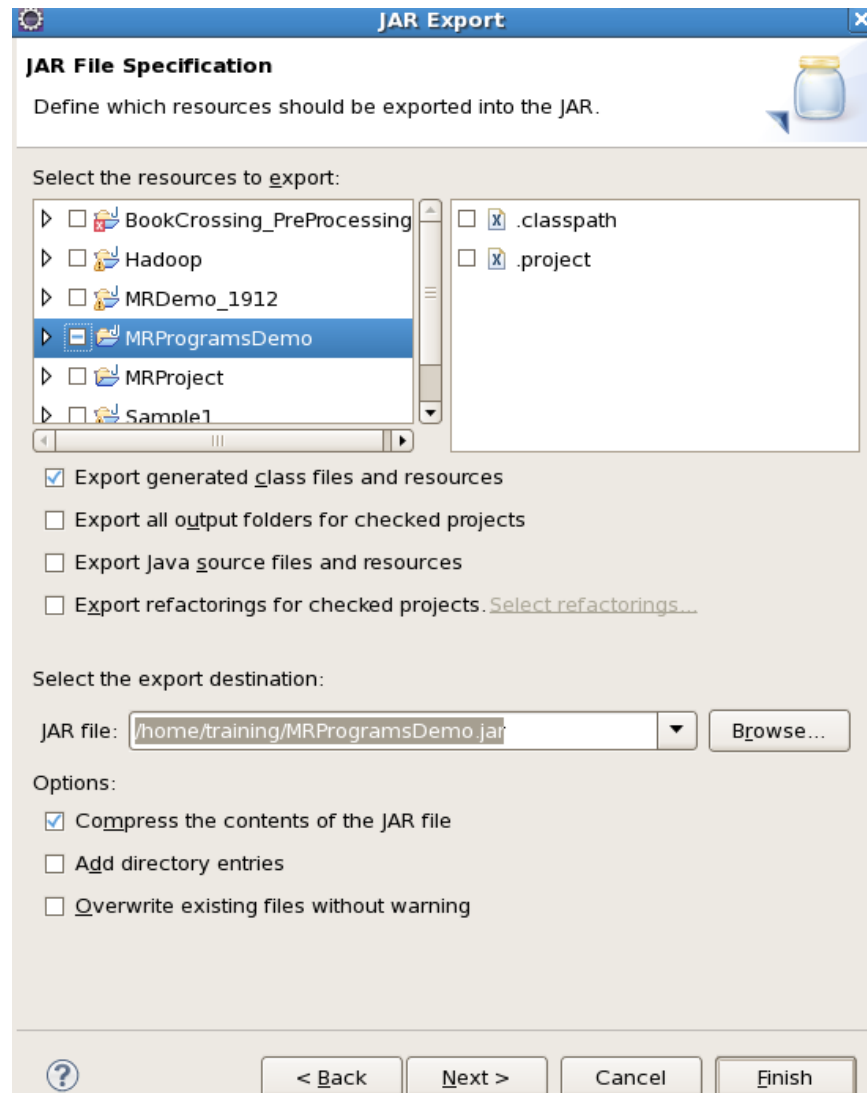 JAR Export
JAR File Specification
Define which resources should be exported into the JAR.
Select the resources to export:
BookCrossing_PreProcessing
Hadoop
MRDemo_1912
MRProgramsDemo
MRProject
Sample1
.classpath
.project
Export generated class files and resources
Export all output folders for checked projects
Export Java source files and resources
Export refactorings for checked projects. Select refactorings...
Select the export destination:
JAR file: /home/training/MRProgramsDemo.jar Browse...
Options:
Compress the contents of the JAR file
Add directory entries
Overwrite existing files without warning
? < Back Next > Cancel Finish